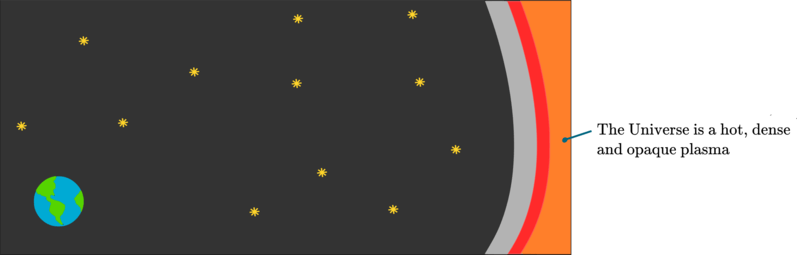 The Universe is a hot, dense
and opaque plasma